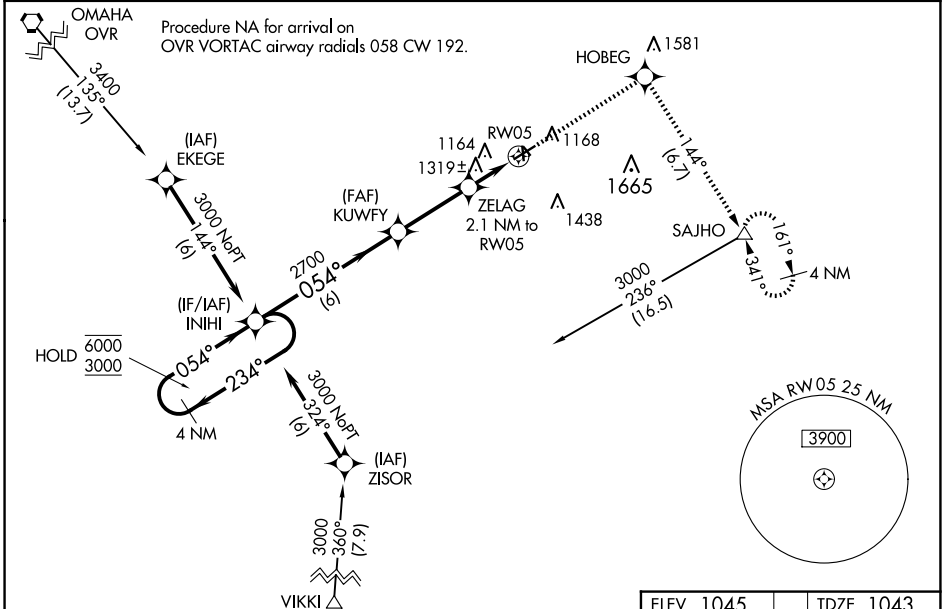 OMAHA
OVR
Procedure NA for arrival on
OVR VORTAC airway radials 058 CW 192.
3400
135°
(13.7)
(IAF)
EKEGE
3000 NoPT
144°
(6)
HOBEG
1581
RW05
1164
1319±
1168
1665
1438
144°
(6.7)
(FAF)
KUWFY
ZELAG
2.1 NM to
RW05
SAJHO
161°
341°
4 NM
3000
236°
(16.5)
2700
054°
(6)
(IF/IAF)
INIHI
HOLD
6000
3000
054°
234°
4 NM
3000 NoPT
324°
(6)
(IAF)
ZISOR
3000
360°
(7.9)
VIKKI
MSA RW05 25 NM
3900
ELEV 1045
TDZE 1043